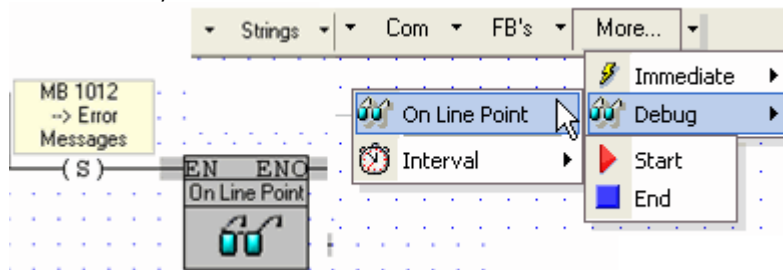 Strings Com FB's More...
Immediate
MB 1012
--> Error
Messages
On Line Point Debug
( S ) Interval Start
EN ENO
On Line Point
End